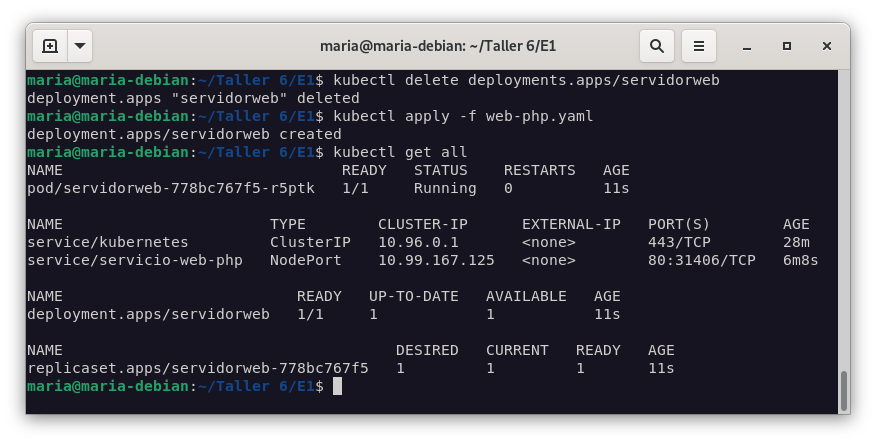 maria@maria-debian: ~/Taller 6/E1
maria@maria-debian:~/Taller 6/E1$ kubectl delete deployments.apps/servidorweb
deployment.apps "servidorweb" deleted
maria@maria-debian:~/Taller 6/E1$ kubectl apply -f web-php.yaml
deployment.apps/servidorweb created
maria@maria-debian:~/Taller 6/E1$ kubectl get all
NAME                               READY   STATUS    RESTARTS   AGE
pod/servidorweb-778bc767f5-r5ptk   1/1     Running   0          11s
NAME                       TYPE        CLUSTER-IP      EXTERNAL-IP   PORT(S)        AGE
service/kubernetes         ClusterIP   10.96.0.1       <none>        443/TCP        28m
service/servicio-web-php   NodePort    10.99.167.125   <none>        80:31406/TCP   6m8s
NAME                          READY   UP-TO-DATE   AVAILABLE   AGE
deployment.apps/servidorweb   1/1     1            1           11s
NAME                                     DESIRED   CURRENT   READY   AGE
replicaset.apps/servidorweb-778bc767f5   1         1         1       11s
maria@maria-debian:~/Taller 6/E1$